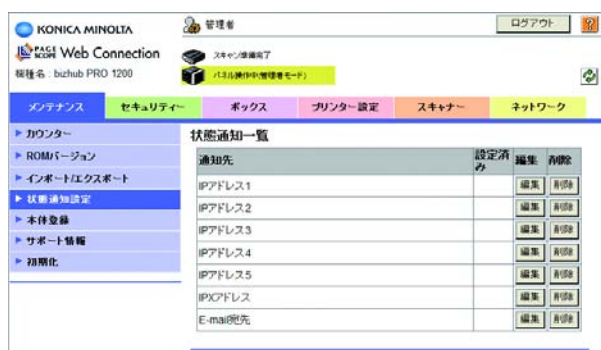 KONICA MINOLTA
管理者
ログアウト
?
PAGE SCOPE Web Connection
スキャン準備完了
機種名 : bizhub PRO 1200
パネル操作中(管理者モード)
メンテナンス セキュリティー ボックス プリンター設定 スキャナー ネットワーク
カウンター
ROMバージョン
インポート/エクスポート
状態通知設定
本体登録
サポート情報
初期化
状態通知一覧
通知先 設定済み 編集 削除
IPアドレス1 編集 削除
IPアドレス2 編集 削除
IPアドレス3 編集 削除
IPアドレス4 編集 削除
IPアドレス5 編集 削除
IPXアドレス 編集 削除
E-mail宛先 編集 削除